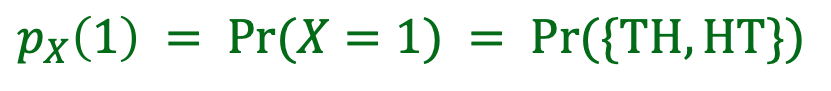 p_X(1) = Pr(X = 1) = Pr({TH, HT})